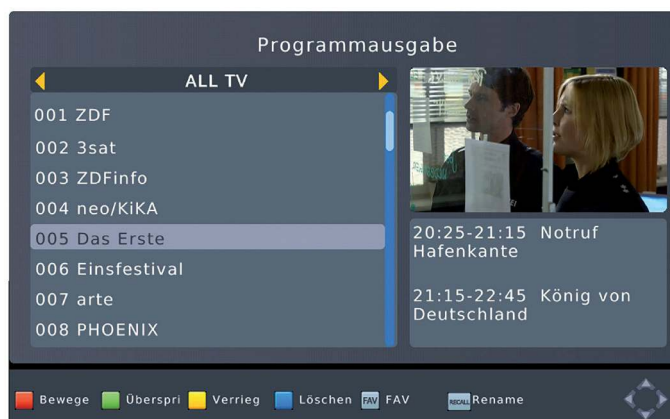 Programmausgabe
ALL TV
001 ZDF
002 3sat
003 ZDFinfo
004 neo/KiKA
005 Das Erste
006 Einsfestival
007 arte
008 PHOENIX
20:25-21:15 Notruf
Hafenkante
21:15-22:45 König von
Deutschland
Bewege Überspri Verrieg Löschen FAV FAV RECALL Rename